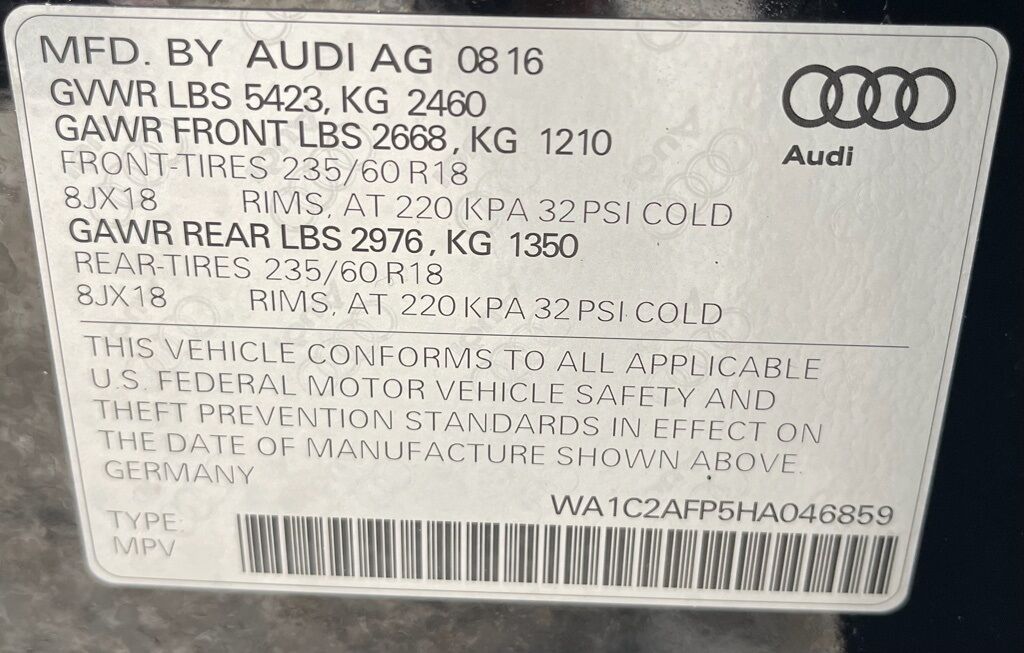 MFD. BY AUDI AG 08 16
GVWR LBS 5423, KG 2460
GAWR FRONT LBS 2668, KG 1210
FRONT-TIRES 235/60 R18
8JX18 RIMS, AT 220 KPA 32 PSI COLD
GAWR REAR LBS 2976, KG 1350
REAR-TIRES 235/60 R18
8JX18 RIMS, AT 220 KPA 32 PSI COLD
Audi
THIS VEHICLE CONFORMS TO ALL APPLICABLE
U.S. FEDERAL MOTOR VEHICLE SAFETY AND
THEFT PREVENTION STANDARDS IN EFFECT ON
THE DATE OF MANUFACTURE SHOWN ABOVE.
GERMANY
WA1C2AFP5HA046859
TYPE:
MPV